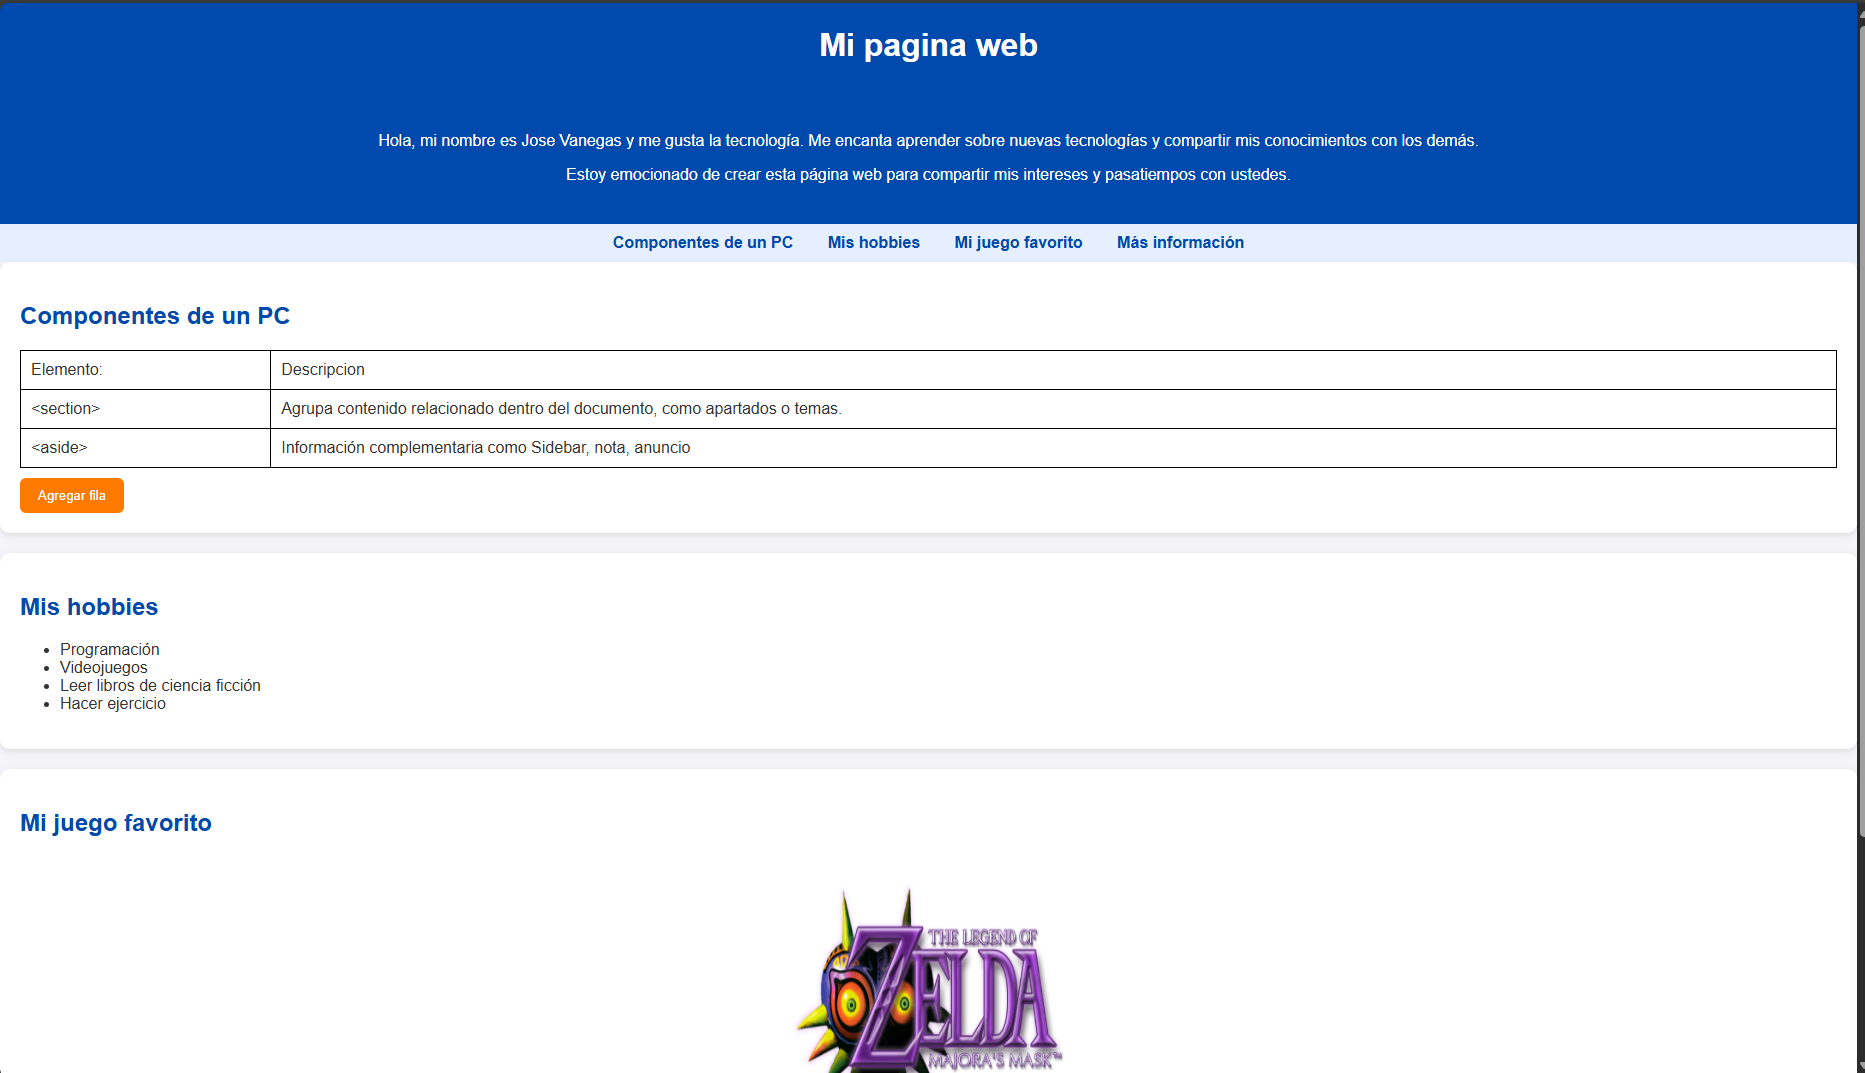 Mi pagina web
Hola, mi nombre es Jose Vanegas y me gusta la tecnología. Me encanta aprender sobre nuevas tecnologías y compartir mis conocimientos con los demás.
Estoy emocionado de crear esta página web para compartir mis intereses y pasatiempos con ustedes.
Componentes de un PC Mis hobbies Mi juego favorito Más información
Componentes de un PC
Elemento: Descripcion
<section> Agrupa contenido relacionado dentro del documento, como apartados o temas.
<aside> Información complementaria como Sidebar, nota, anuncio
Agregar fila
Mis hobbies
Programación
Videojuegos
Leer libros de ciencia ficción
Hacer ejercicio
Mi juego favorito
THE LEGEND OF
ZELDA
MAJORA'S MASK™